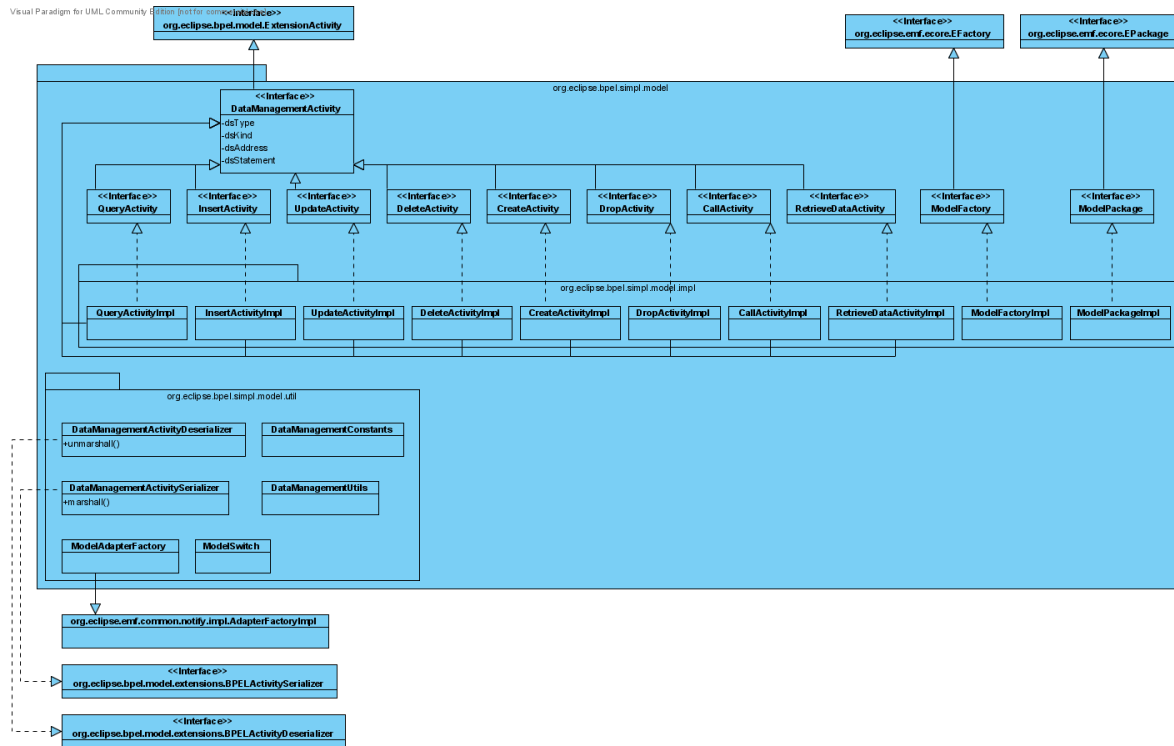 Visual Paradigm for UML Community Edition [not for comm
<<Interface>>
org.eclipse.bpel.model.ExtensionActivity
<<Interface>>
org.eclipse.emf.ecore.EFactory
<<Interface>>
org.eclipse.emf.ecore.EPackage
org.eclipse.bpel.simpl.model
<<Interface>>
DataManagementActivity
-dsType
-dsKind
-dsAddress
-dsStatement
<<Interface>>
QueryActivity
<<Interface>>
InsertActivity
<<Interface>>
UpdateActivity
<<Interface>>
DeleteActivity
<<Interface>>
CreateActivity
<<Interface>>
DropActivity
<<Interface>>
CallActivity
<<Interface>>
RetrieveDataActivity
<<Interface>>
ModelFactory
<<Interface>>
ModelPackage
org.eclipse.bpel.simpl.model.impl
QueryActivityImpl
InsertActivityImpl
UpdateActivityImpl
DeleteActivityImpl
CreateActivityImpl
DropActivityImpl
CallActivityImpl
RetrieveDataActivityImpl
ModelFactoryImpl
ModelPackageImpl
org.eclipse.bpel.simpl.model.util
DataManagementActivityDeserializer
+unmarshall()
DataManagementConstants
DataManagementActivitySerializer
+marshall()
DataManagementUtils
ModelAdapterFactory
ModelSwitch
org.eclipse.emf.common.notify.impl.AdapterFactoryImpl
<<Interface>>
org.eclipse.bpel.model.extensions.BPELActivitySerializer
<<Interface>>
org.eclipse.bpel.model.extensions.BPELActivityDeserializer